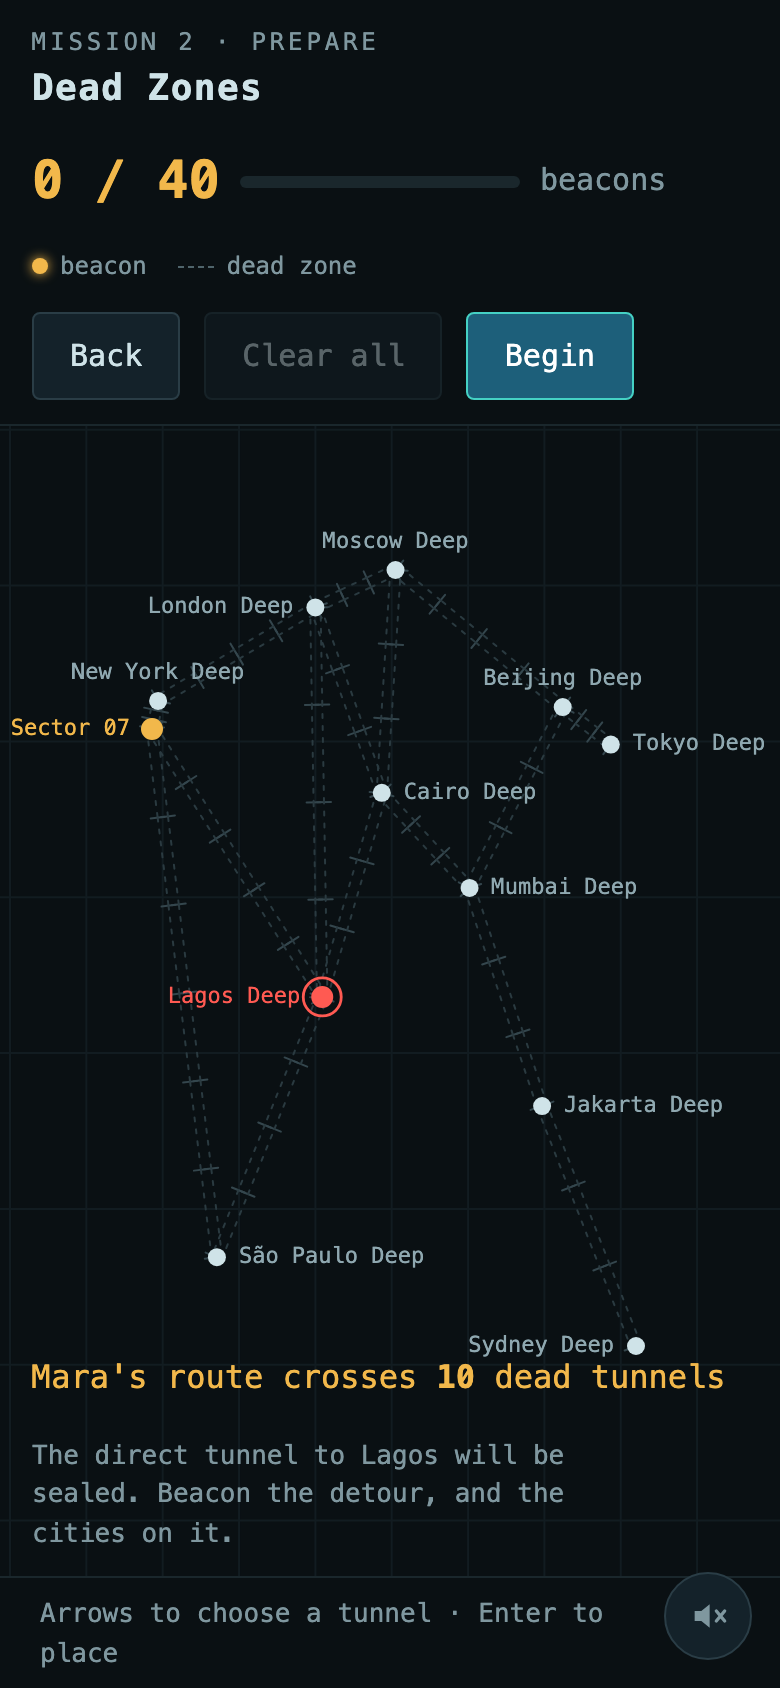 MISSION 2 · PREPARE
Dead Zones
0 / 40 beacons
beacon dead zone
Back Clear all Begin
Moscow Deep
London Deep
New York Deep
Beijing Deep
Sector 07
Tokyo Deep
Cairo Deep
Mumbai Deep
Lagos Deep
Jakarta Deep
São Paulo Deep
Sydney Deep
Mara's route crosses 10 dead tunnels
The direct tunnel to Lagos will be
sealed. Beacon the detour, and the
cities on it.
Arrows to choose a tunnel · Enter to
place